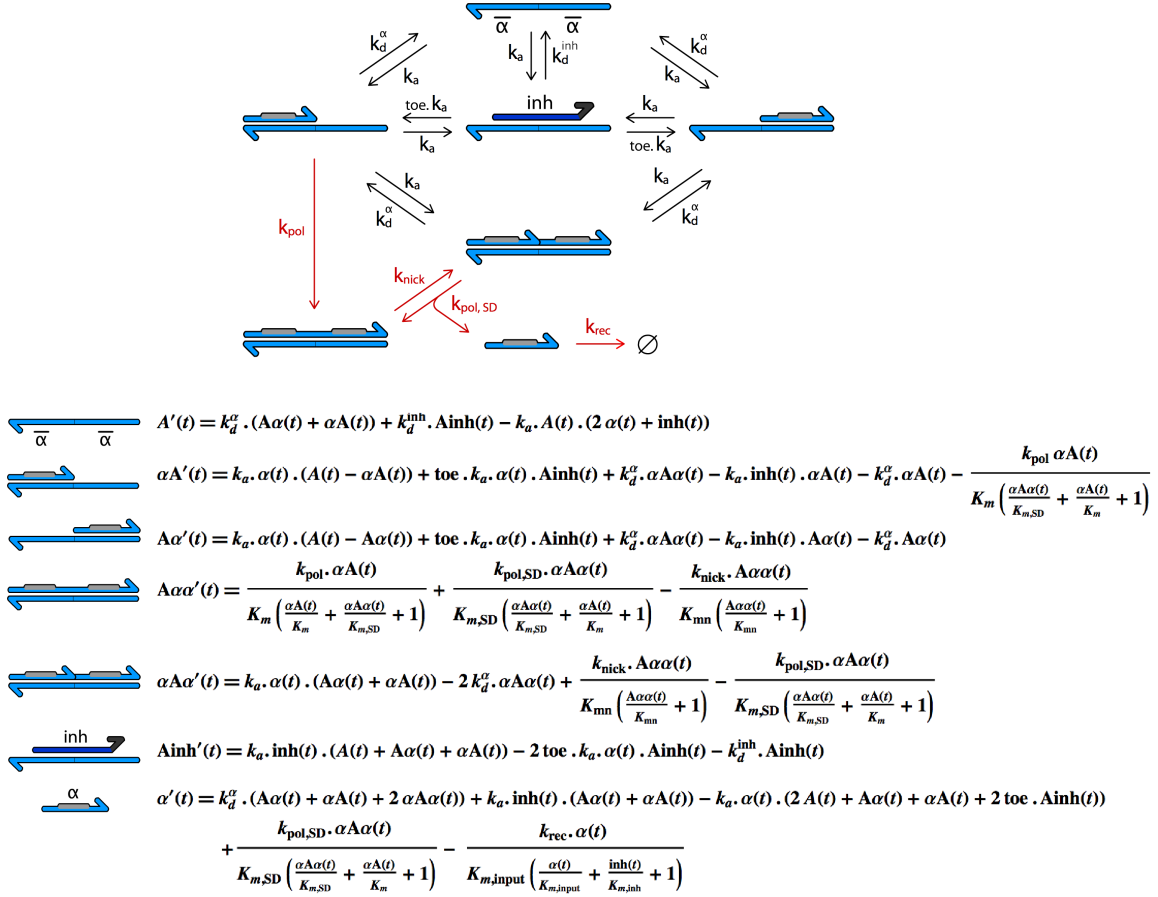 α̅ α̅
k_d^α k_a k_d^inh k_d^α
k_a k_a
inh
toe.k_a k_a
k_a toe.k_a
k_a k_a
k_d^α k_d^α
k_pol
k_nick
k_pol, SD
k_rec
∅
α̅ α̅
A′(t) = k_d^α . (Aα(t) + αA(t)) + k_d^inh . Ainh(t) − k_a . A(t) . (2 α(t) + inh(t))
αA′(t) = k_a . α(t) . (A(t) − αA(t)) + toe . k_a . α(t) . Ainh(t) + k_d^α . αAα(t) − k_a . inh(t) . αA(t) − k_d^α . αA(t) − (k_pol αA(t)) / (K_m (αAα(t)/K_m,SD + αA(t)/K_m + 1))
Aα′(t) = k_a . α(t) . (A(t) − Aα(t)) + toe . k_a . α(t) . Ainh(t) + k_d^α . αAα(t) − k_a . inh(t) . Aα(t) − k_d^α . Aα(t)
Aαα′(t) = (k_pol . αA(t)) / (K_m (αA(t)/K_m + αAα(t)/K_m,SD + 1)) + (k_pol,SD . αAα(t)) / (K_m,SD (αAα(t)/K_m,SD + αA(t)/K_m + 1)) − (k_nick . Aαα(t)) / (K_mn (Aαα(t)/K_mn + 1))
αAα′(t) = k_a . α(t) . (Aα(t) + αA(t)) − 2 k_d^α . αAα(t) + (k_nick . Aαα(t)) / (K_mn (Aαα(t)/K_mn + 1)) − (k_pol,SD . αAα(t)) / (K_m,SD (αAα(t)/K_m,SD + αA(t)/K_m + 1))
inh
Ainh′(t) = k_a . inh(t) . (A(t) + Aα(t) + αA(t)) − 2 toe . k_a . α(t) . Ainh(t) − k_d^inh . Ainh(t)
α
α′(t) = k_d^α . (Aα(t) + αA(t) + 2 αAα(t)) + k_a . inh(t) . (Aα(t) + αA(t)) − k_a . α(t) . (2 A(t) + Aα(t) + αA(t) + 2 toe . Ainh(t))
+ (k_pol,SD . αAα(t)) / (K_m,SD (αAα(t)/K_m,SD + αA(t)/K_m + 1)) − (k_rec . α(t)) / (K_m,input (α(t)/K_m,input + inh(t)/K_m,inh + 1))